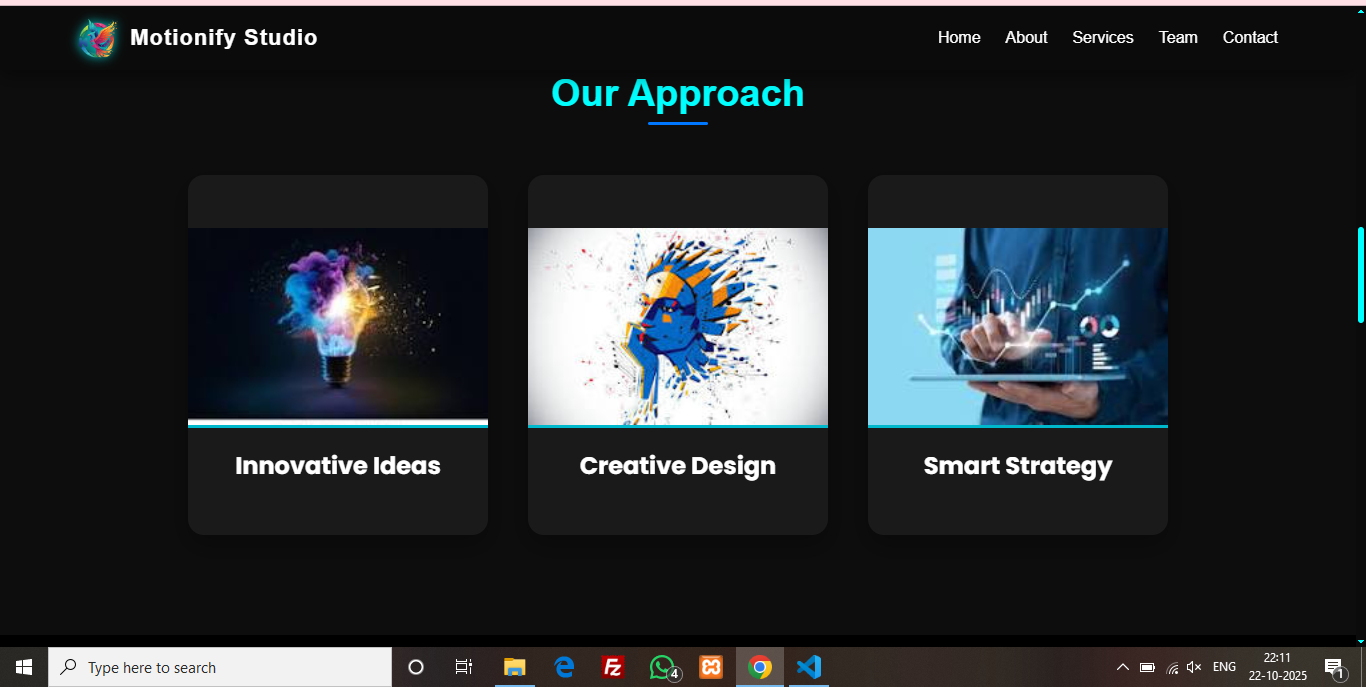 Motionify Studio
Home About Services Team Contact
Our Approach
Innovative Ideas
Creative Design
Smart Strategy
Type here to search
4
ENG
22:11
22-10-2025
1